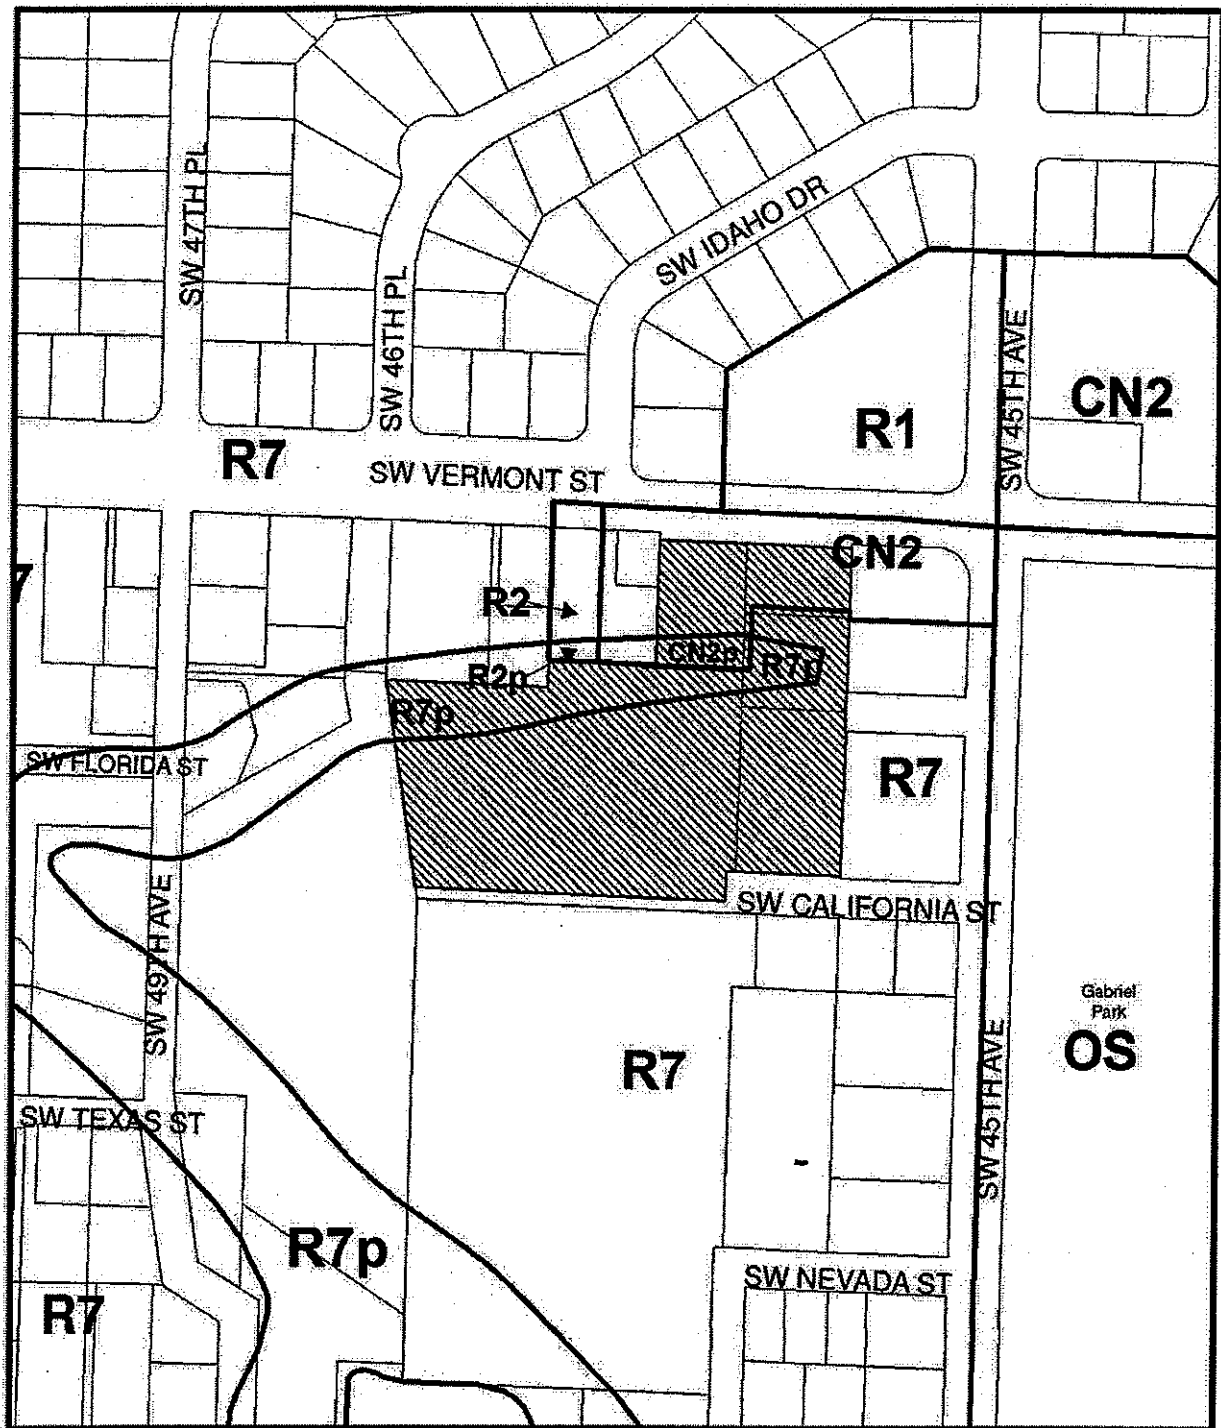 SW 47TH PL
SW 46TH PL
SW IDAHO DR
SW 45TH AVE
CN2
R1
R7
SW VERMONT ST
CN2
7
R2
CN2p
R7p
R2p
R7p
SW FLORIDA ST
R7
SW 49TH AVE
SW CALIFORNIA ST
Gabriel
Park
OS
R7
SW 45TH AVE
SW TEXAS ST
R7p
SW NEVADA ST
R7